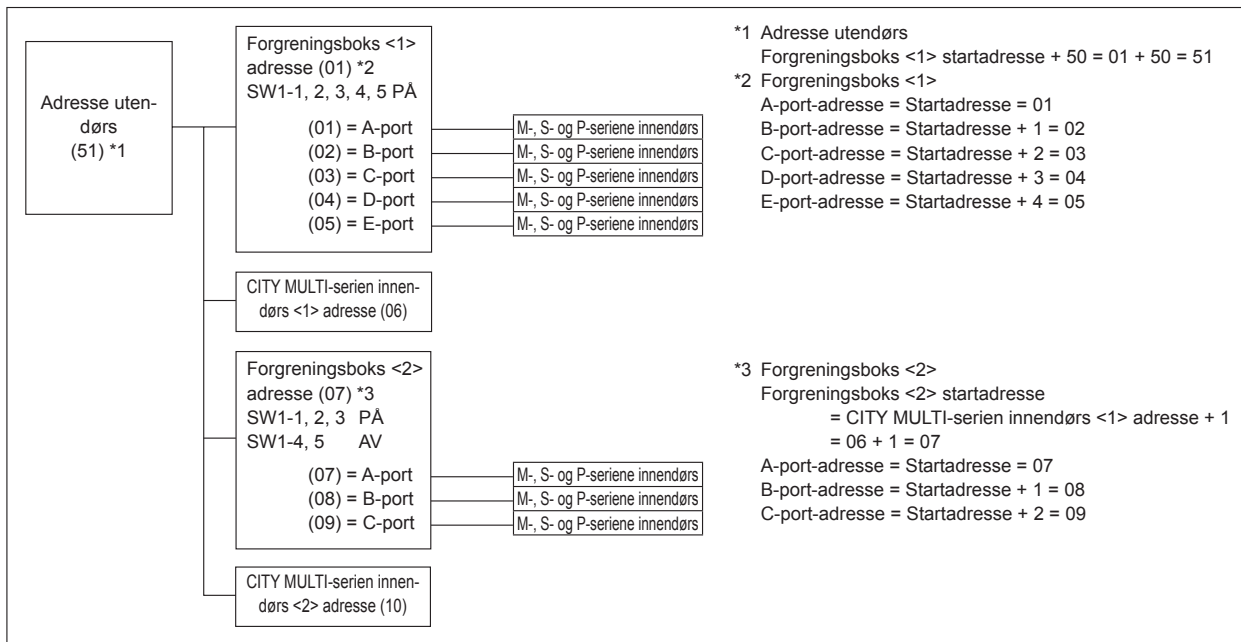 Adresse uten-
dørs
(51) *1
Forgreningsboks <1>
adresse (01) *2
SW1-1, 2, 3, 4, 5 PÅ
(01) = A-port
M-, S- og P-seriene innendørs
(02) = B-port
M-, S- og P-seriene innendørs
(03) = C-port
M-, S- og P-seriene innendørs
(04) = D-port
M-, S- og P-seriene innendørs
(05) = E-port
M-, S- og P-seriene innendørs
CITY MULTI-serien innen-
dørs <1> adresse (06)
Forgreningsboks <2>
adresse (07) *3
SW1-1, 2, 3 PÅ
SW1-4, 5 AV
(07) = A-port
M-, S- og P-seriene innendørs
(08) = B-port
M-, S- og P-seriene innendørs
(09) = C-port
M-, S- og P-seriene innendørs
CITY MULTI-serien innen-
dørs <2> adresse (10)
*1 Adresse utendørs
Forgreningsboks <1> startadresse + 50 = 01 + 50 = 51
*2 Forgreningsboks <1>
A-port-adresse = Startadresse = 01
B-port-adresse = Startadresse + 1 = 02
C-port-adresse = Startadresse + 2 = 03
D-port-adresse = Startadresse + 3 = 04
E-port-adresse = Startadresse + 4 = 05
*3 Forgreningsboks <2>
Forgreningsboks <2> startadresse
= CITY MULTI-serien innendørs <1> adresse + 1
= 06 + 1 = 07
A-port-adresse = Startadresse = 07
B-port-adresse = Startadresse + 1 = 08
C-port-adresse = Startadresse + 2 = 09